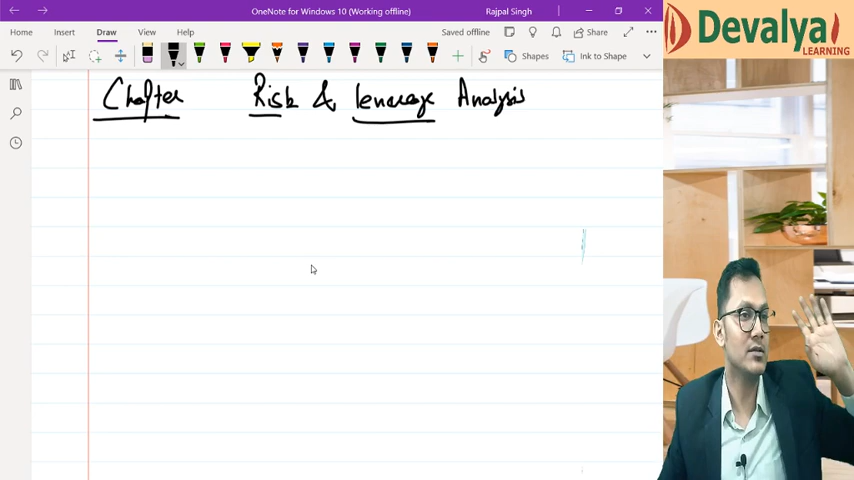 OneNote for Windows 10 (Working offline)
Rajpal Singh
Home Insert Draw View Help
Saved offline
Share
Shapes
Ink to Shape
Devalya
LEARNING
Chapter Risk & leverage Analysis